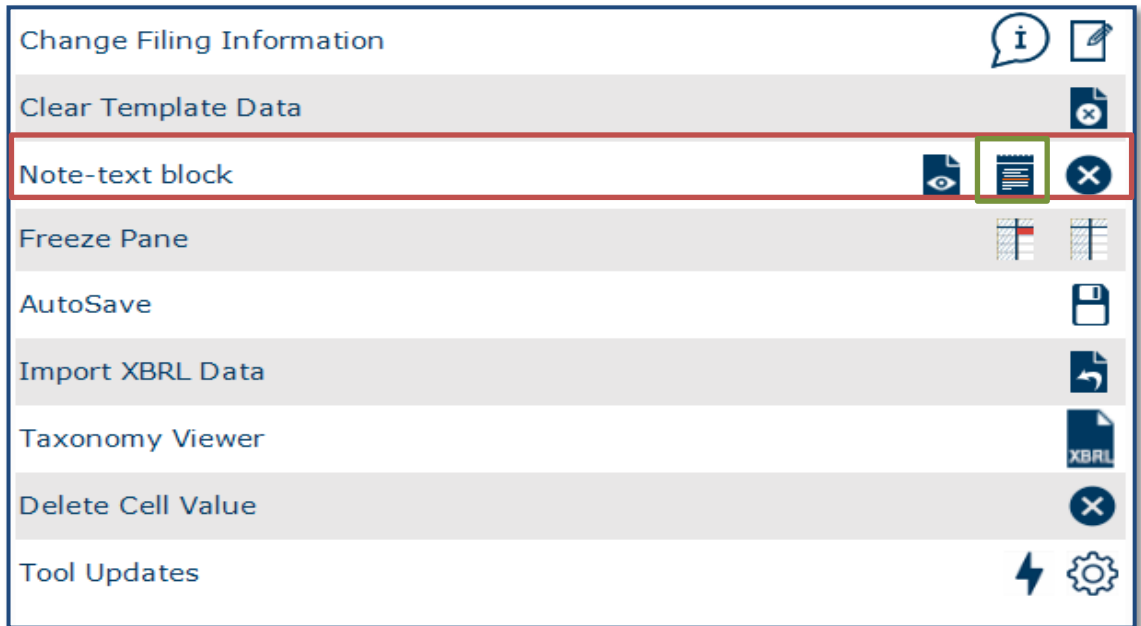 Change Filing Information
Clear Template Data
Note-text block
Freeze Pane
AutoSave
Import XBRL Data
Taxonomy Viewer
XBRL
Delete Cell Value
Tool Updates